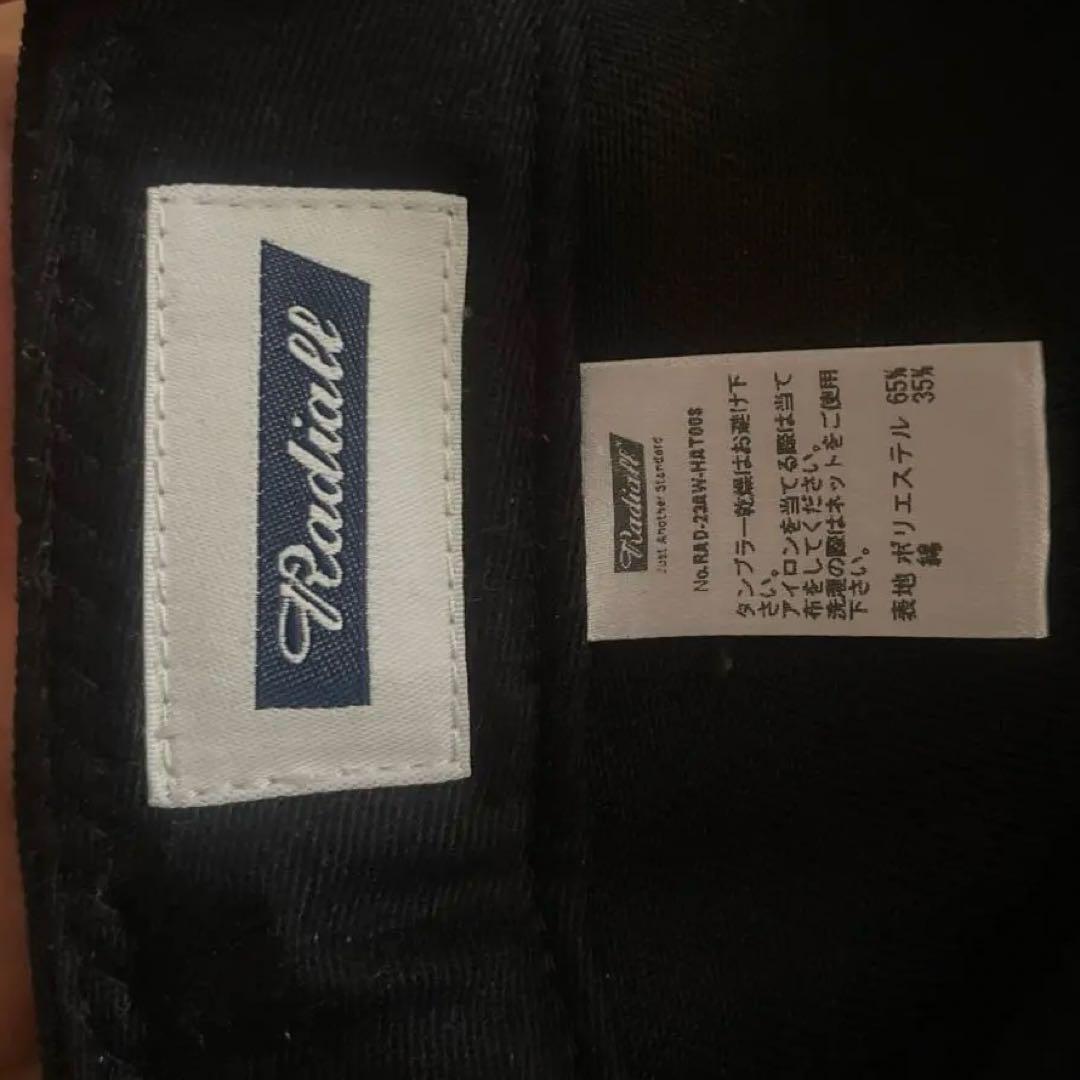 Radiall
Radiall
Just Another Standard
No.RAD-23AW-HAT008
タンブラー乾燥はお避け下
さい。
アイロンを当てる際は当て
布をしてください。
洗濯の際はネットをご使用
下さい。
表地 ポリエステル 65%
綿 35%